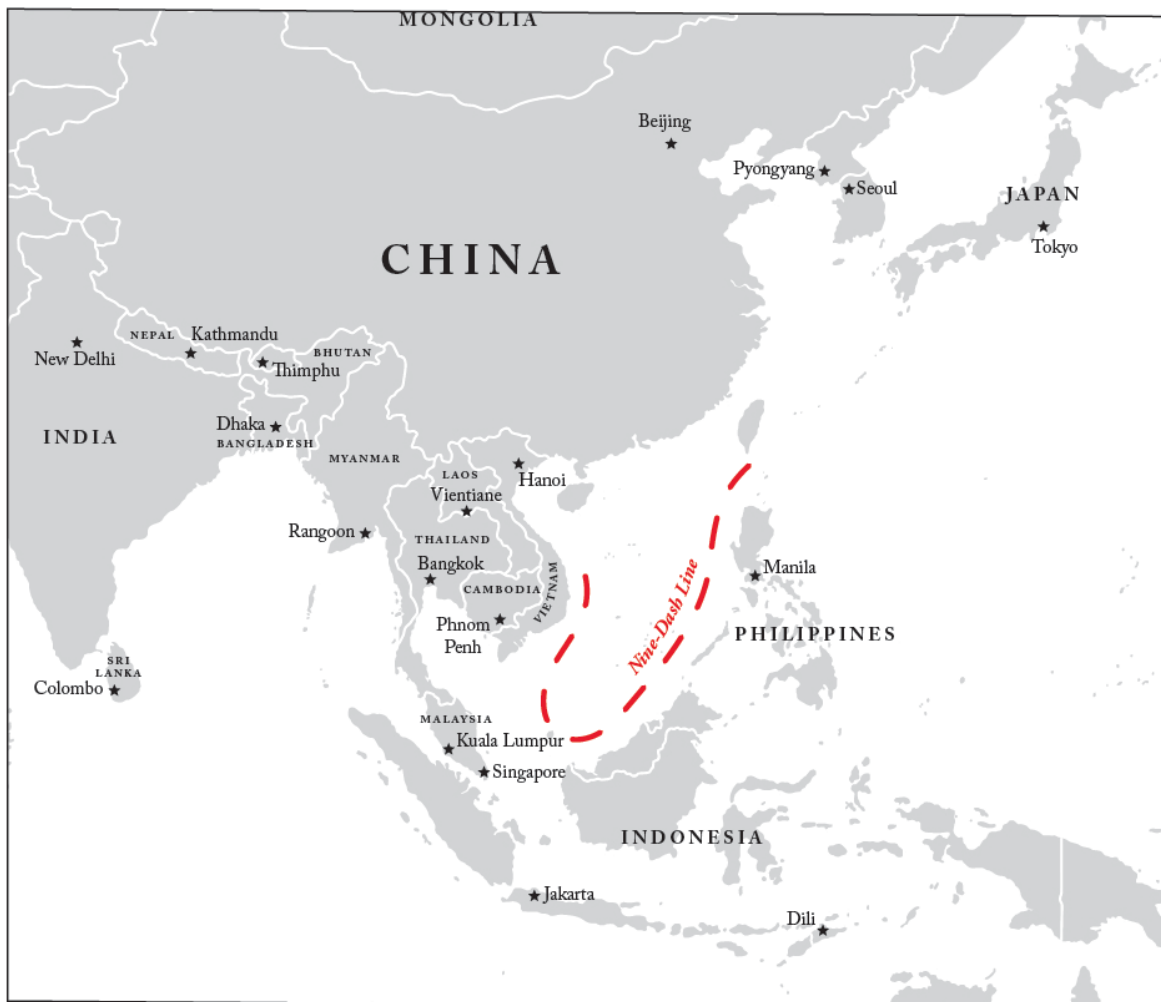 MONGOLIA
Beijing
Pyongyang
Seoul
JAPAN
Tokyo
CHINA
NEPAL
Kathmandu
New Delhi
BHUTAN
Thimphu
Dhaka
BANGLADESH
INDIA
MYANMAR
LAOS
Vientiane
Hanoi
Rangoon
THAILAND
Bangkok
CAMBODIA
VIETNAM
Phnom
Penh
Nine-Dash Line
Manila
PHILIPPINES
SRI
LANKA
Colombo
MALAYSIA
Kuala Lumpur
Singapore
INDONESIA
Jakarta
Dili